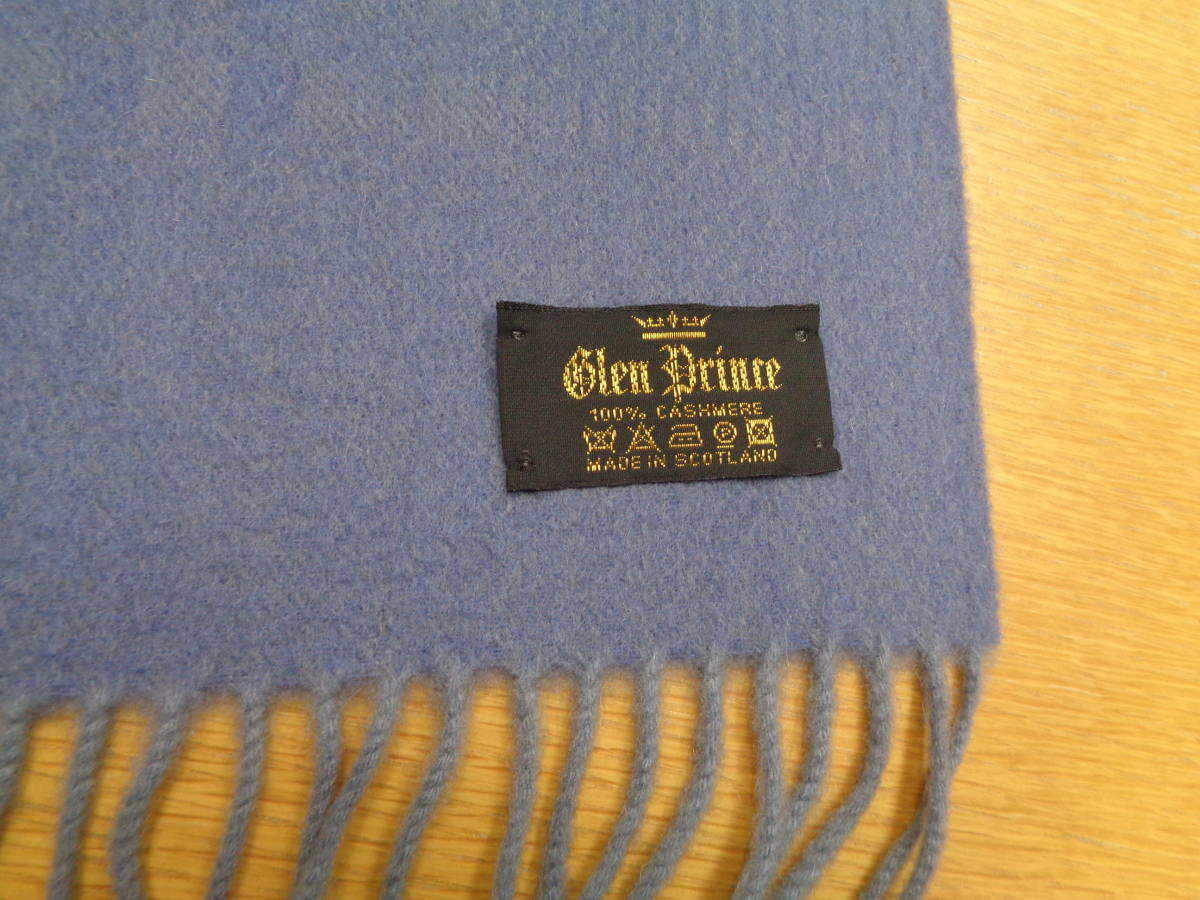 Glen Prince
100% CASHMERE
P
MADE IN SCOTLAND